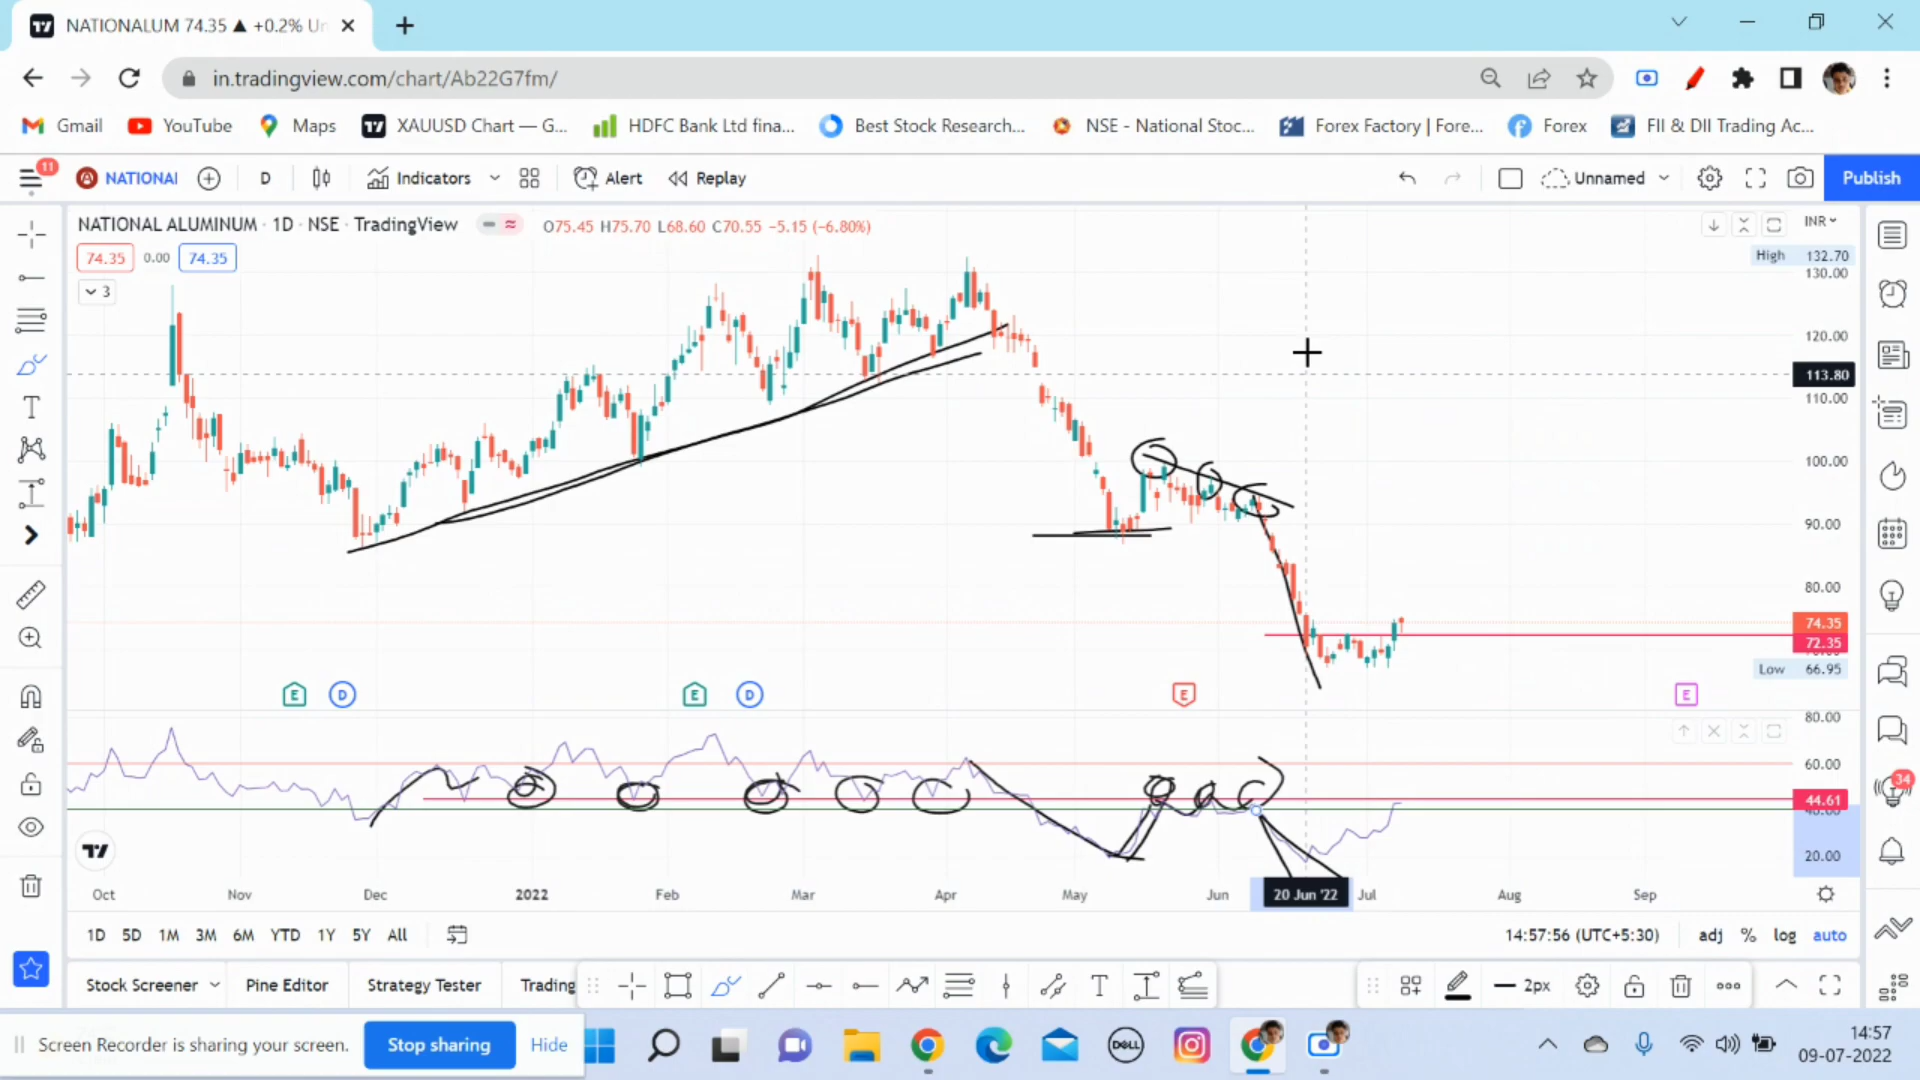 NATIONALUM 74.35 ▲ +0.2% Un
in.tradingview.com/chart/Ab22G7fm/
Gmail YouTube Maps XAUUSD Chart — G... HDFC Bank Ltd fina... Best Stock Research... NSE - National Stoc... Forex Factory | Fore... Forex FII & DII Trading Ac...
11 NATIONAL D Indicators Alert Replay Unnamed Publish
NATIONAL ALUMINUM · 1D · NSE · TradingView O75.45 H75.70 L68.60 C70.55 −5.15 (−6.80%) INR
74.35 0.00 74.35 High 132.70
3 130.00
120.00
113.80
110.00
100.00
90.00
80.00
74.35
72.35
Low 66.95
E D E D E E
80.00
60.00
44.61
34
20.00
Oct Nov Dec 2022 Feb Mar Apr May Jun 20 Jun '22 Jul Aug Sep
1D 5D 1M 3M 6M YTD 1Y 5Y All 14:57:56 (UTC+5:30) adj % log auto
Stock Screener Pine Editor Strategy Tester Trading T 2px
Screen Recorder is sharing your screen. Stop sharing Hide DELL 14:57
09-07-2022